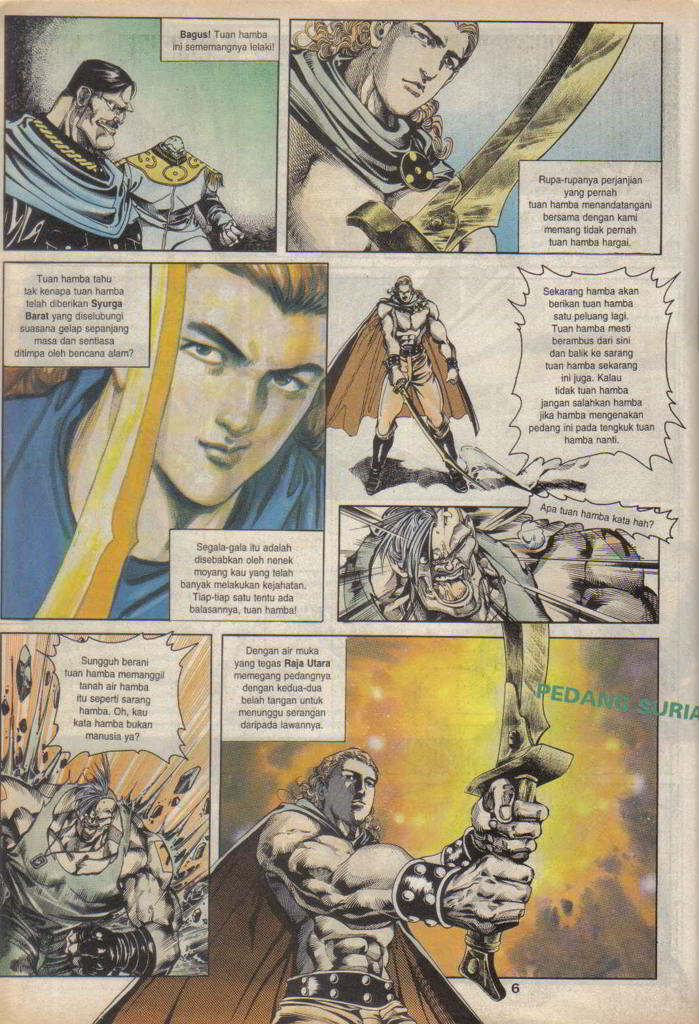 Bagus! Tuan hamba
ini sememangnya lelaki!
Rupa-rupanya perjanjian
yang pernah
tuan hamba menandatangani
bersama dengan kami
memang tidak pernah
tuan hamba hargai.
Tuan hamba tahu
tak kenapa tuan hamba
telah diberikan Syurga
Barat yang diselubungi
suasana gelap sepanjang
masa dan sentiasa
ditimpa oleh bencana alam?
Segala-gala itu adalah
disebabkan oleh nenek
moyang kau yang telah
banyak melakukan kejahatan.
Tiap-tiap satu tentu ada
balasannya, tuan hamba!
Sekarang hamba akan
berikan tuan hamba
satu peluang lagi.
Tuan hamba mesti
berambus dari sini
dan balik ke sarang
tuan hamba sekarang
ini juga. Kalau
tidak tuan hamba
jangan salahkan hamba
jika hamba mengenakan
pedang ini pada tengkuk tuan
hamba nanti.
Apa tuan hamba kata hah?
Sungguh berani
tuan hamba memanggil
tanah air hamba
itu seperti sarang
hamba. Oh, kau
kata hamba bukan
manusia ya?
Dengan air muka
yang tegas Raja Utara
memegang pedangnya
dengan kedua-dua
belah tangan untuk
menunggu serangan
daripada lawannya.
PEDANG SURIA
6